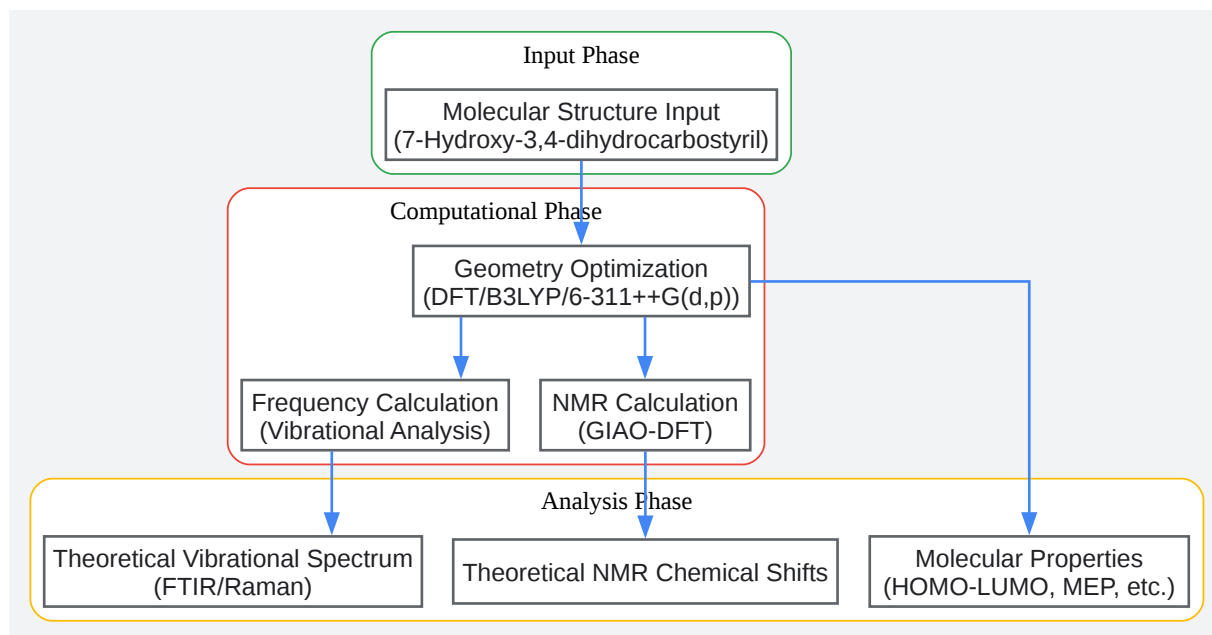 Input Phase
Molecular Structure Input
(7-Hydroxy-3,4-dihydrocarbostyril)
Computational Phase
Geometry Optimization
(DFT/B3LYP/6-311++G(d,p))
Frequency Calculation
(Vibrational Analysis)
NMR Calculation
(GIAO-DFT)
Analysis Phase
Theoretical Vibrational Spectrum
(FTIR/Raman)
Theoretical NMR Chemical Shifts
Molecular Properties
(HOMO-LUMO, MEP, etc.)